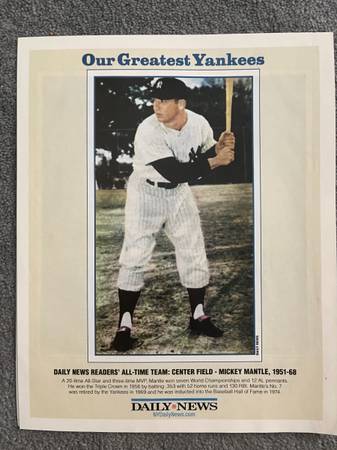 Our Greatest Yankees
DAILY NEWS
DAILY NEWS READERS' ALL-TIME TEAM: CENTER FIELD - MICKEY MANTLE, 1951-68
A 20-time All-Star and three-time MVP, Mantle won seven World Championships and 12 AL pennants.
He won the Triple Crown in 1956 by batting .353 with 52 home runs and 130 RBI. Mantle's No. 7
was retired by the Yankees in 1969 and he was inducted into the Baseball Hall of Fame in 1974.
DAILY NEWS
NYDailyNews.com